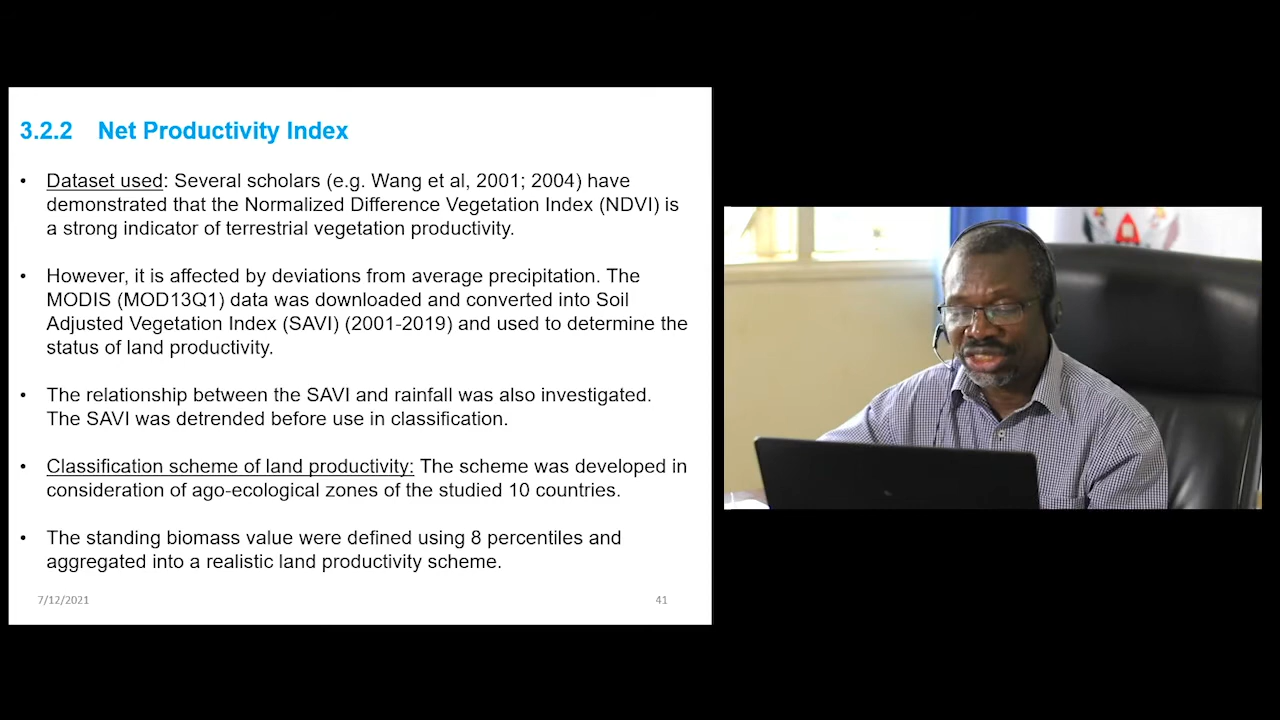 3.2.2 Net Productivity Index
• Dataset used: Several scholars (e.g. Wang et al, 2001; 2004) have
demonstrated that the Normalized Difference Vegetation Index (NDVI) is
a strong indicator of terrestrial vegetation productivity.
• However, it is affected by deviations from average precipitation. The
MODIS (MOD13Q1) data was downloaded and converted into Soil
Adjusted Vegetation Index (SAVI) (2001-2019) and used to determine the
status of land productivity.
• The relationship between the SAVI and rainfall was also investigated.
The SAVI was detrended before use in classification.
• Classification scheme of land productivity: The scheme was developed in
consideration of ago-ecological zones of the studied 10 countries.
• The standing biomass value were defined using 8 percentiles and
aggregated into a realistic land productivity scheme.
7/12/2021
41